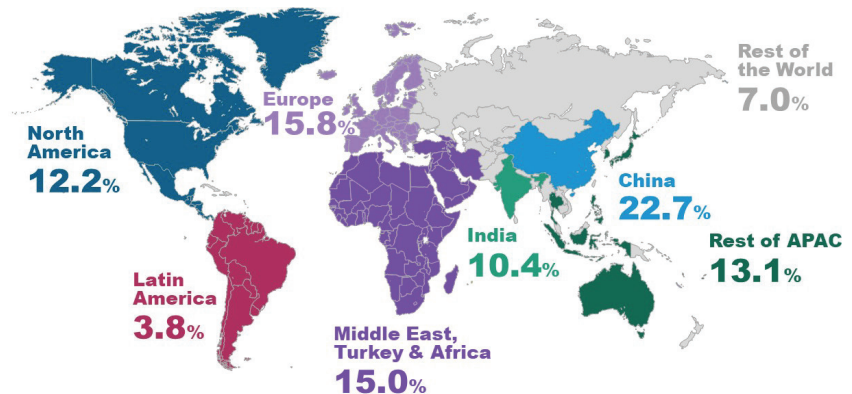 Rest of
the World
7.0%
Europe
15.8%
North
America
12.2%
China
22.7%
India
10.4%
Rest of APAC
13.1%
Latin
America
3.8%
Middle East,
Turkey & Africa
15.0%